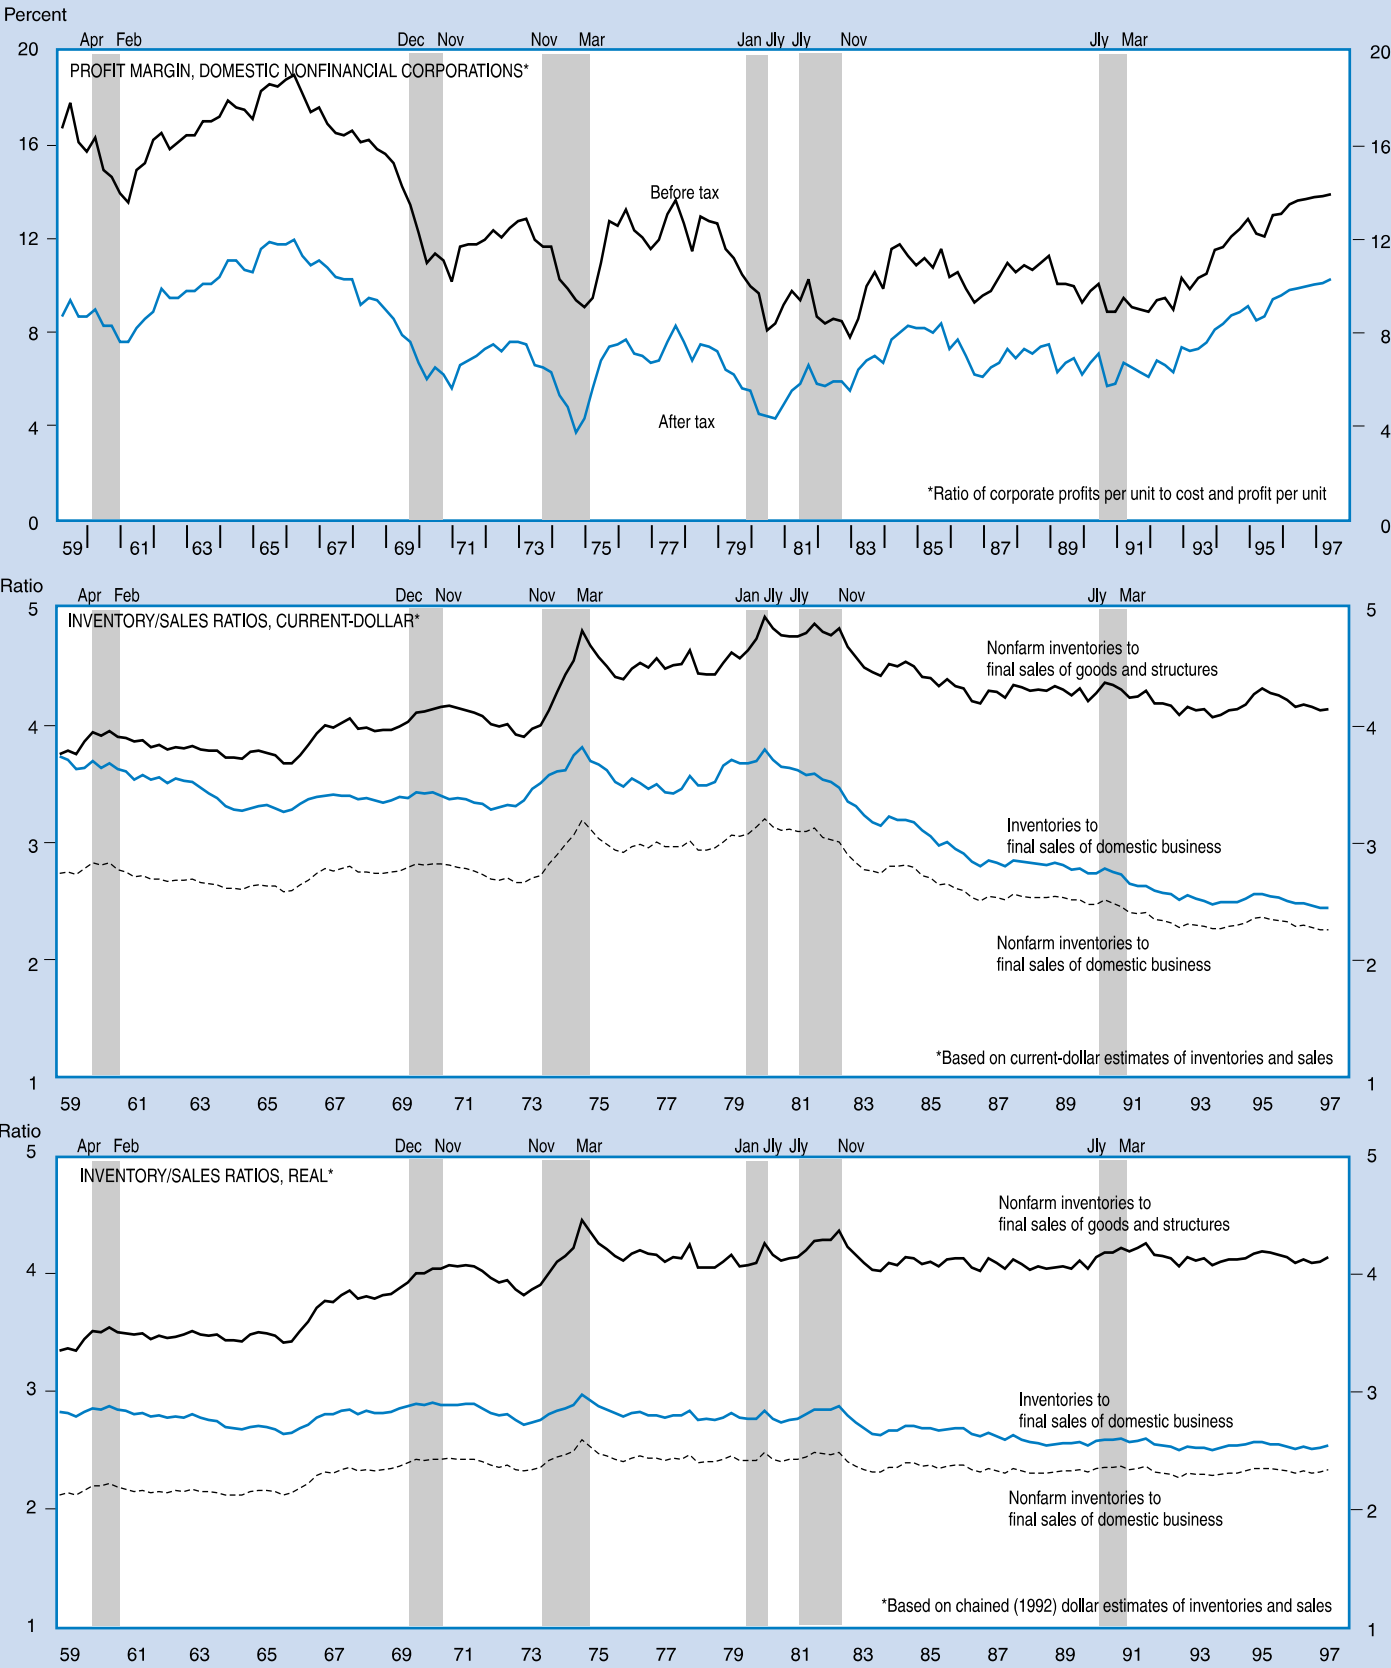 Percent
Apr Feb Dec Nov Nov Mar Jan Jly Jly Nov Jly Mar
20 20
PROFIT MARGIN, DOMESTIC NONFINANCIAL CORPORATIONS*
16 16
Before tax
12 12
8 8
After tax
4 4
*Ratio of corporate profits per unit to cost and profit per unit
0 0
59 61 63 65 67 69 71 73 75 77 79 81 83 85 87 89 91 93 95 97
Ratio
Apr Feb Dec Nov Nov Mar Jan Jly Jly Nov Jly Mar
5 5
INVENTORY/SALES RATIOS, CURRENT-DOLLAR*
Nonfarm inventories to
final sales of goods and structures
4 4
Inventories to
final sales of domestic business
3 3
Nonfarm inventories to
final sales of domestic business
2 2
*Based on current-dollar estimates of inventories and sales
1 1
59 61 63 65 67 69 71 73 75 77 79 81 83 85 87 89 91 93 95 97
Ratio
Apr Feb Dec Nov Nov Mar Jan Jly Jly Nov Jly Mar
5 5
INVENTORY/SALES RATIOS, REAL*
Nonfarm inventories to
final sales of goods and structures
4 4
3 3
Inventories to
final sales of domestic business
Nonfarm inventories to
final sales of domestic business
2 2
*Based on chained (1992) dollar estimates of inventories and sales
1 1
59 61 63 65 67 69 71 73 75 77 79 81 83 85 87 89 91 93 95 97